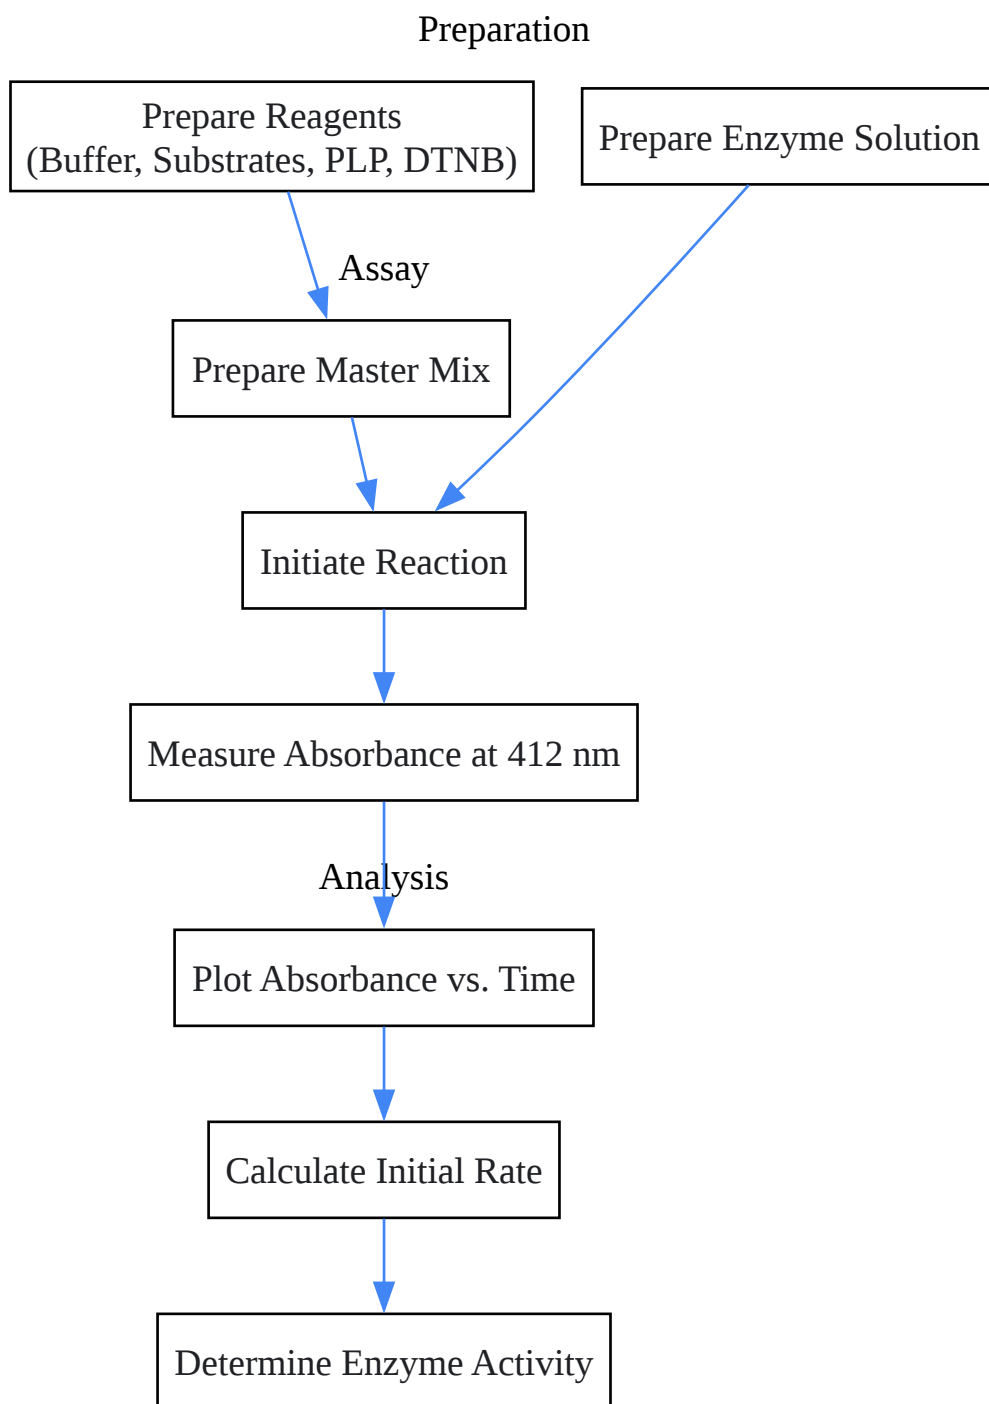 Preparation
Prepare Reagents
(Buffer, Substrates, PLP, DTNB)
Prepare Enzyme Solution
Assay
Prepare Master Mix
Initiate Reaction
Measure Absorbance at 412 nm
Analysis
Plot Absorbance vs. Time
Calculate Initial Rate
Determine Enzyme Activity